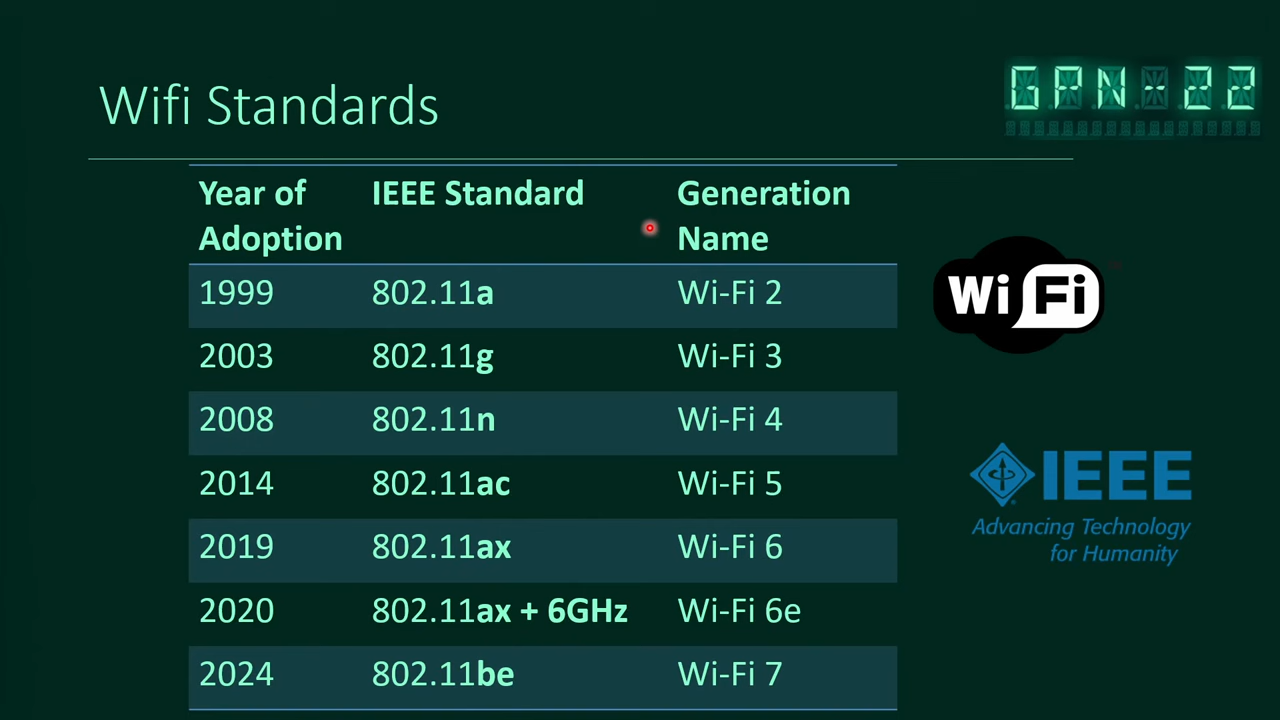 Wifi Standards
GPN-22
Year of Adoption IEEE Standard Generation Name
1999 802.11a Wi-Fi 2
2003 802.11g Wi-Fi 3
2008 802.11n Wi-Fi 4
2014 802.11ac Wi-Fi 5
2019 802.11ax Wi-Fi 6
2020 802.11ax + 6GHz Wi-Fi 6e
2024 802.11be Wi-Fi 7
Wi Fi
IEEE
Advancing Technology
for Humanity